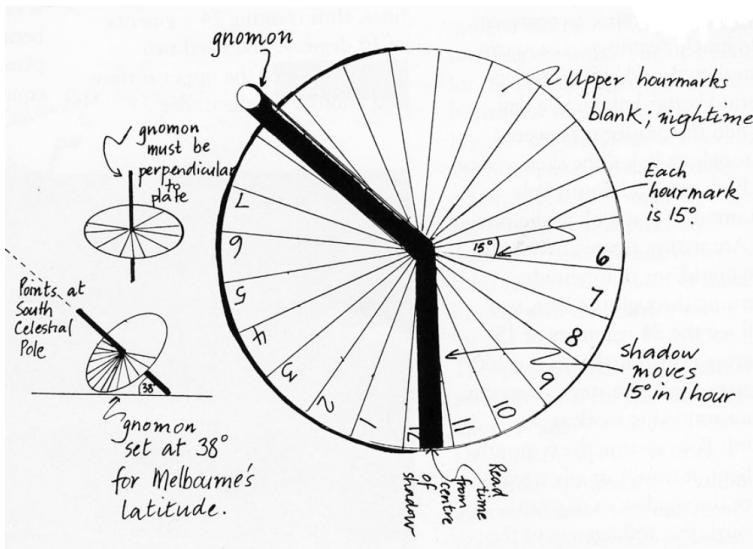 gnomon
Upper hourmarks
blank; nightime
gnomon
must be
perpendicular
to
plate
Each
hourmark
is 15°
15°
7
6
5
4
3
2
1
12
11
10
9
8
7
6
Points at
South
Celestial
Pole
38°
Shadow
moves
15° in 1 hour
gnomon
set at 38°
for Melbourne's
latitude.
Read
time
from
centre
of
shadow